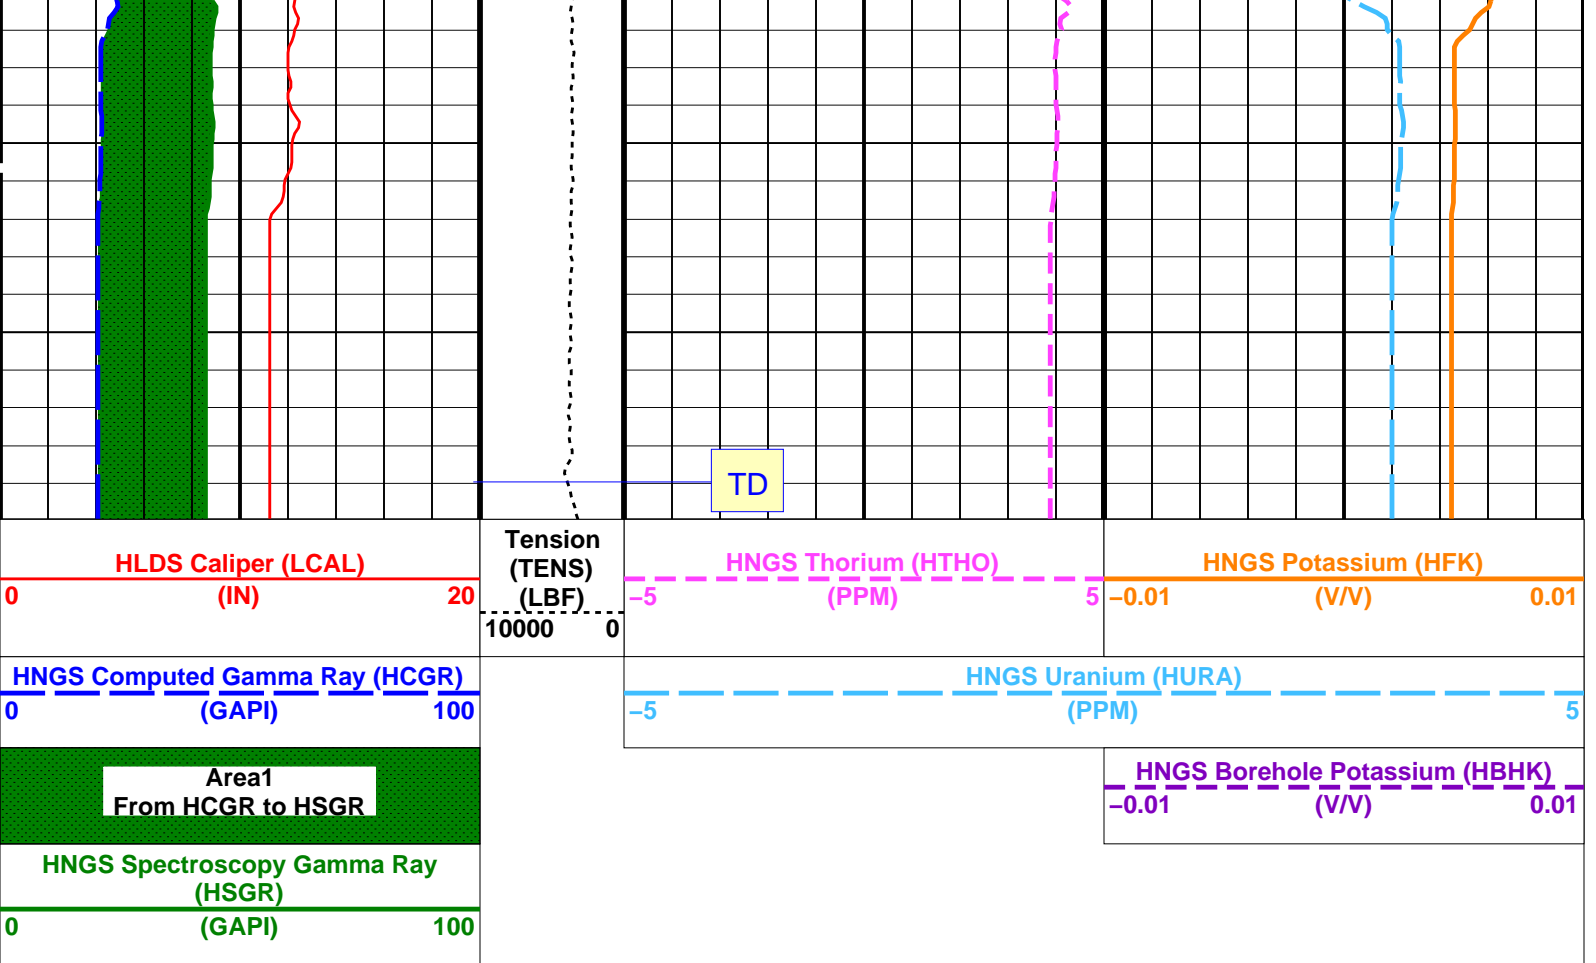 TD
HLDS Caliper (LCAL)
0 (IN) 20
Tension
(TENS)
(LBF)
10000 0
HNGS Thorium (HTHO)
−5 (PPM) 5
HNGS Potassium (HFK)
−0.01 (V/V) 0.01
HNGS Computed Gamma Ray (HCGR)
0 (GAPI) 100
HNGS Uranium (HURA)
−5 (PPM) 5
Area1
From HCGR to HSGR
HNGS Borehole Potassium (HBHK)
−0.01 (V/V) 0.01
HNGS Spectroscopy Gamma Ray
(HSGR)
0 (GAPI) 100